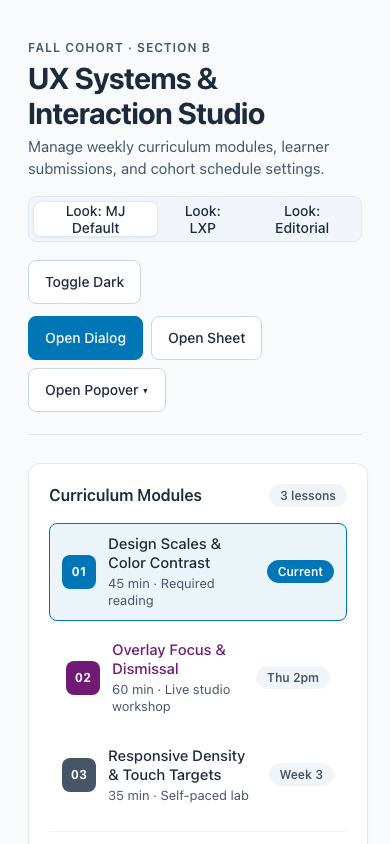 FALL COHORT · SECTION B
UX Systems &
Interaction Studio
Manage weekly curriculum modules, learner
submissions, and cohort schedule settings.
Look: MJ
Default
Look:
LXP
Look:
Editorial
Toggle Dark
Open Dialog
Open Sheet
Open Popover ▾
Curriculum Modules
3 lessons
01
Design Scales &
Color Contrast
45 min · Required
reading
Current
02
Overlay Focus &
Dismissal
60 min · Live studio
workshop
Thu 2pm
03
Responsive Density
& Touch Targets
35 min · Self-paced lab
Week 3